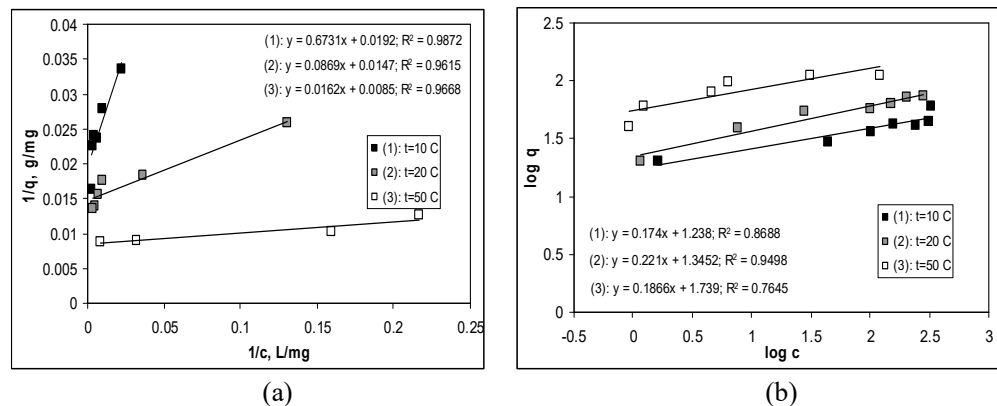 0.04
0.035
0.03
0.025
0.02
0.015
0.01
0.005
0
0
0.05
0.1
0.15
0.2
0.25
1/q, g/mg
1/c, L/mg
(1): y = 0.6731x + 0.0192; R² = 0.9872
(2): y = 0.0869x + 0.0147; R² = 0.9615
(3): y = 0.0162x + 0.0085; R² = 0.9668
(1): t=10 C
(2): t=20 C
(3): t=50 C
(a)
2.5
2
1.5
1
0.5
0
-0.5
0
0.5
1
1.5
2
2.5
3
log q
log c
(1): y = 0.174x + 1.238; R² = 0.8688
(2): y = 0.221x + 1.3452; R² = 0.9498
(3): y = 0.1866x + 1.739; R² = 0.7645
(1): t=10 C
(2): t=20 C
(3): t=50 C
(b)